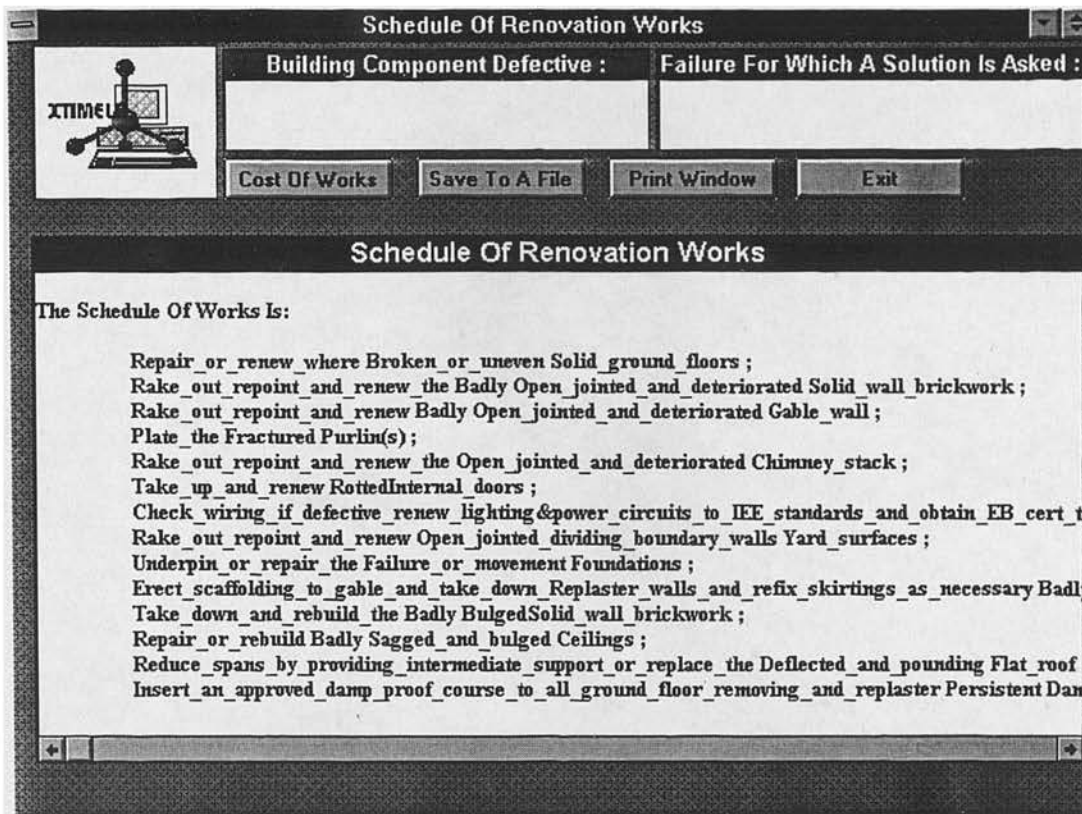 Schedule Of Renovation Works
Building Component Defective :
Failure For Which A Solution Is Asked :
Cost Of Works
Save To A File
Print Window
Exit
Schedule Of Renovation Works
The Schedule Of Works Is:
Repair_or_renew_where Broken_or_uneven Solid_ground_floors ;
Rake_out_repoint_and_renew_the Badly Open_jointed_and_deteriorated Solid_wall_brickwork ;
Rake_out_repoint_and_renew Badly Open_jointed_and_deteriorated Gable_wall ;
Plate_the Fractured Purlin(s) ;
Rake_out_repoint_and_renew_the Open_jointed_and_deteriorated Chimney_stack ;
Take_up_and_renew RottedInternal_doors ;
Check_wiring_if_defective_renew_lighting&power_circuits_to_IEE_standards_and_obtain_EB_cert_t
Rake_out_repoint_and_renew Open_jointed_dividing_boundary_walls Yard_surfaces ;
Underpin_or_repair_the Failure_or_movement Foundations ;
Erect_scaffolding_to_gable_and_take_down_Replaster_walls_and_refix_skirtings_as_necessary Badly
Take_down_and_rebuild_the Badly BulgedSolid_wall_brickwork ;
Repair_or_rebuild Badly Sagged_and_bulged Ceilings ;
Reduce_spans_by_providing_intermediate_support_or_replace_the Deflected_and_pounding Flat_roof
Insert_an_approved_damp_proof_course_to_all_ground_floor_removing_and_replaster Persistent Dam